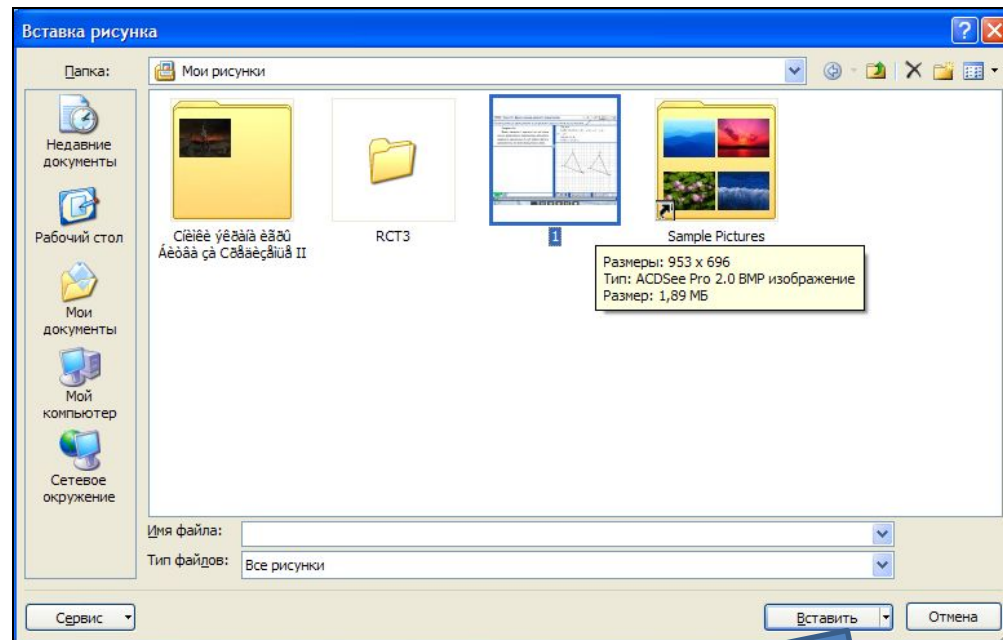 Вставка рисунка
Папка:
Мои рисунки
Недавние
документы
Рабочий стол
Мои
документы
Мой
компьютер
Сетевое
окружение
Ñíèìêè ýêðàíà èãðû
Áèòâà çà Ñðåäèçåìüå II
RCT3
1
Sample Pictures
Размеры: 953 x 696
Тип: ACDSee Pro 2.0 BMP изображение
Размер: 1,89 МБ
Имя файла:
Тип файлов:
Все рисунки
Сервис
Вставить
Отмена